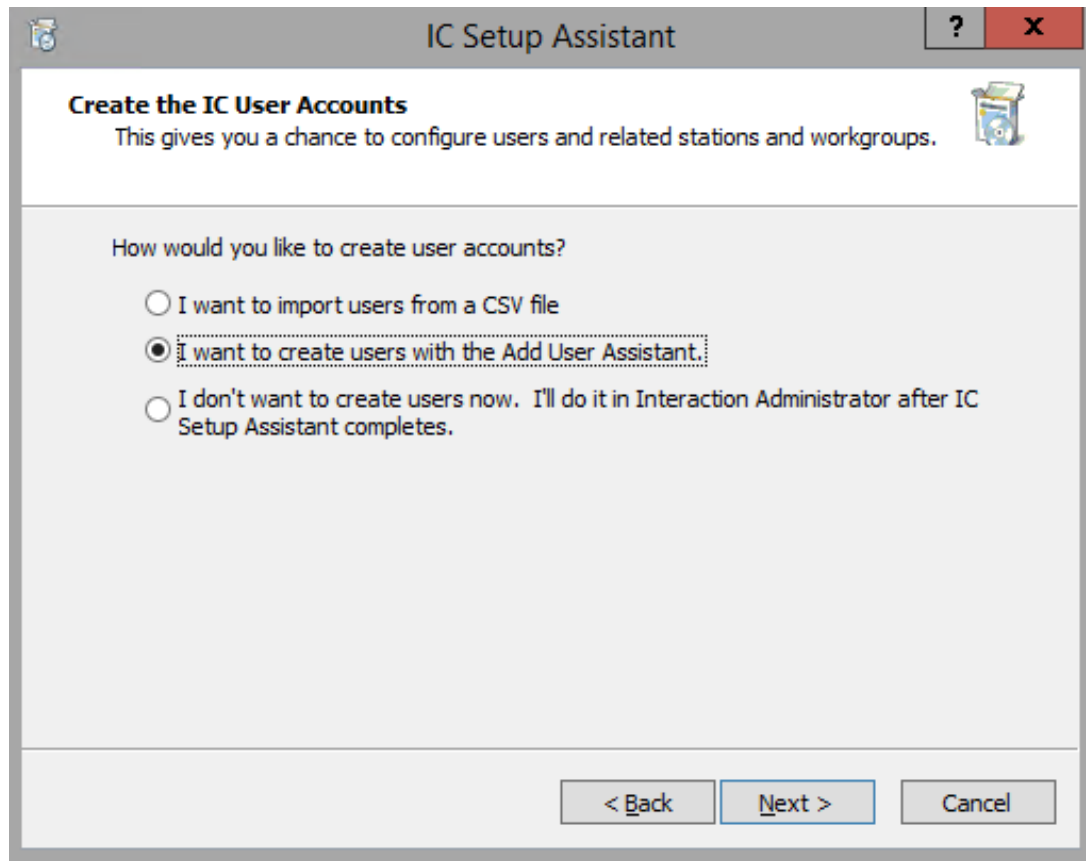 IC Setup Assistant
?
X
Create the IC User Accounts
This gives you a chance to configure users and related stations and workgroups.
How would you like to create user accounts?
I want to import users from a CSV file
I want to create users with the Add User Assistant.
I don't want to create users now.  I'll do it in Interaction Administrator after IC
Setup Assistant completes.
< Back
Next >
Cancel